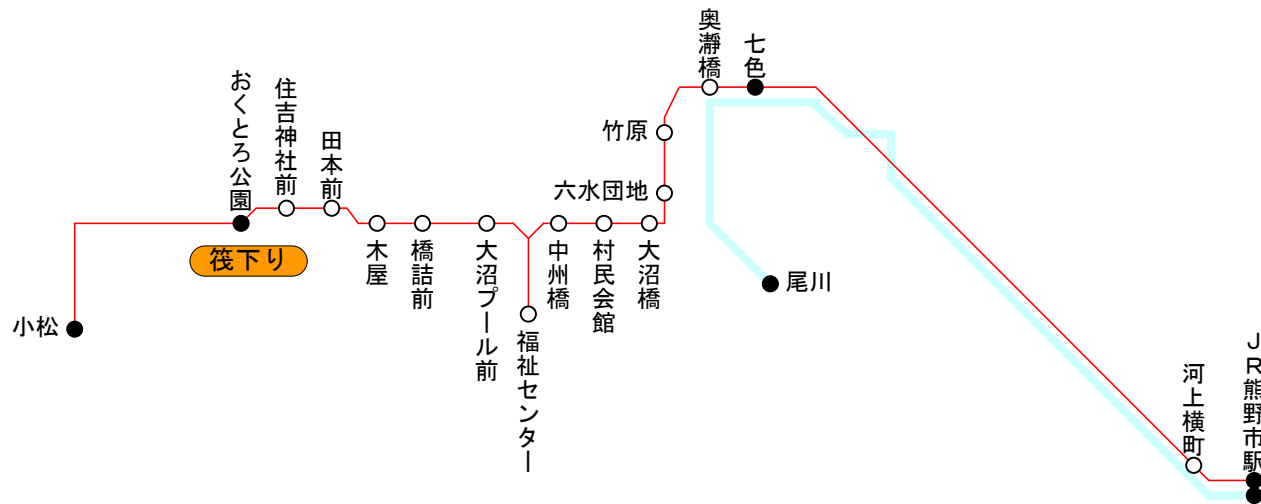 奥瀞橋
七色
おくとろ公園
住吉神社前
田本前
竹原
六水団地
筏下り
木屋
橋詰前
大沼プール前
福祉センター
中州橋
村民会館
大沼橋
尾川
小松
河上横町
ＪＲ熊野市駅